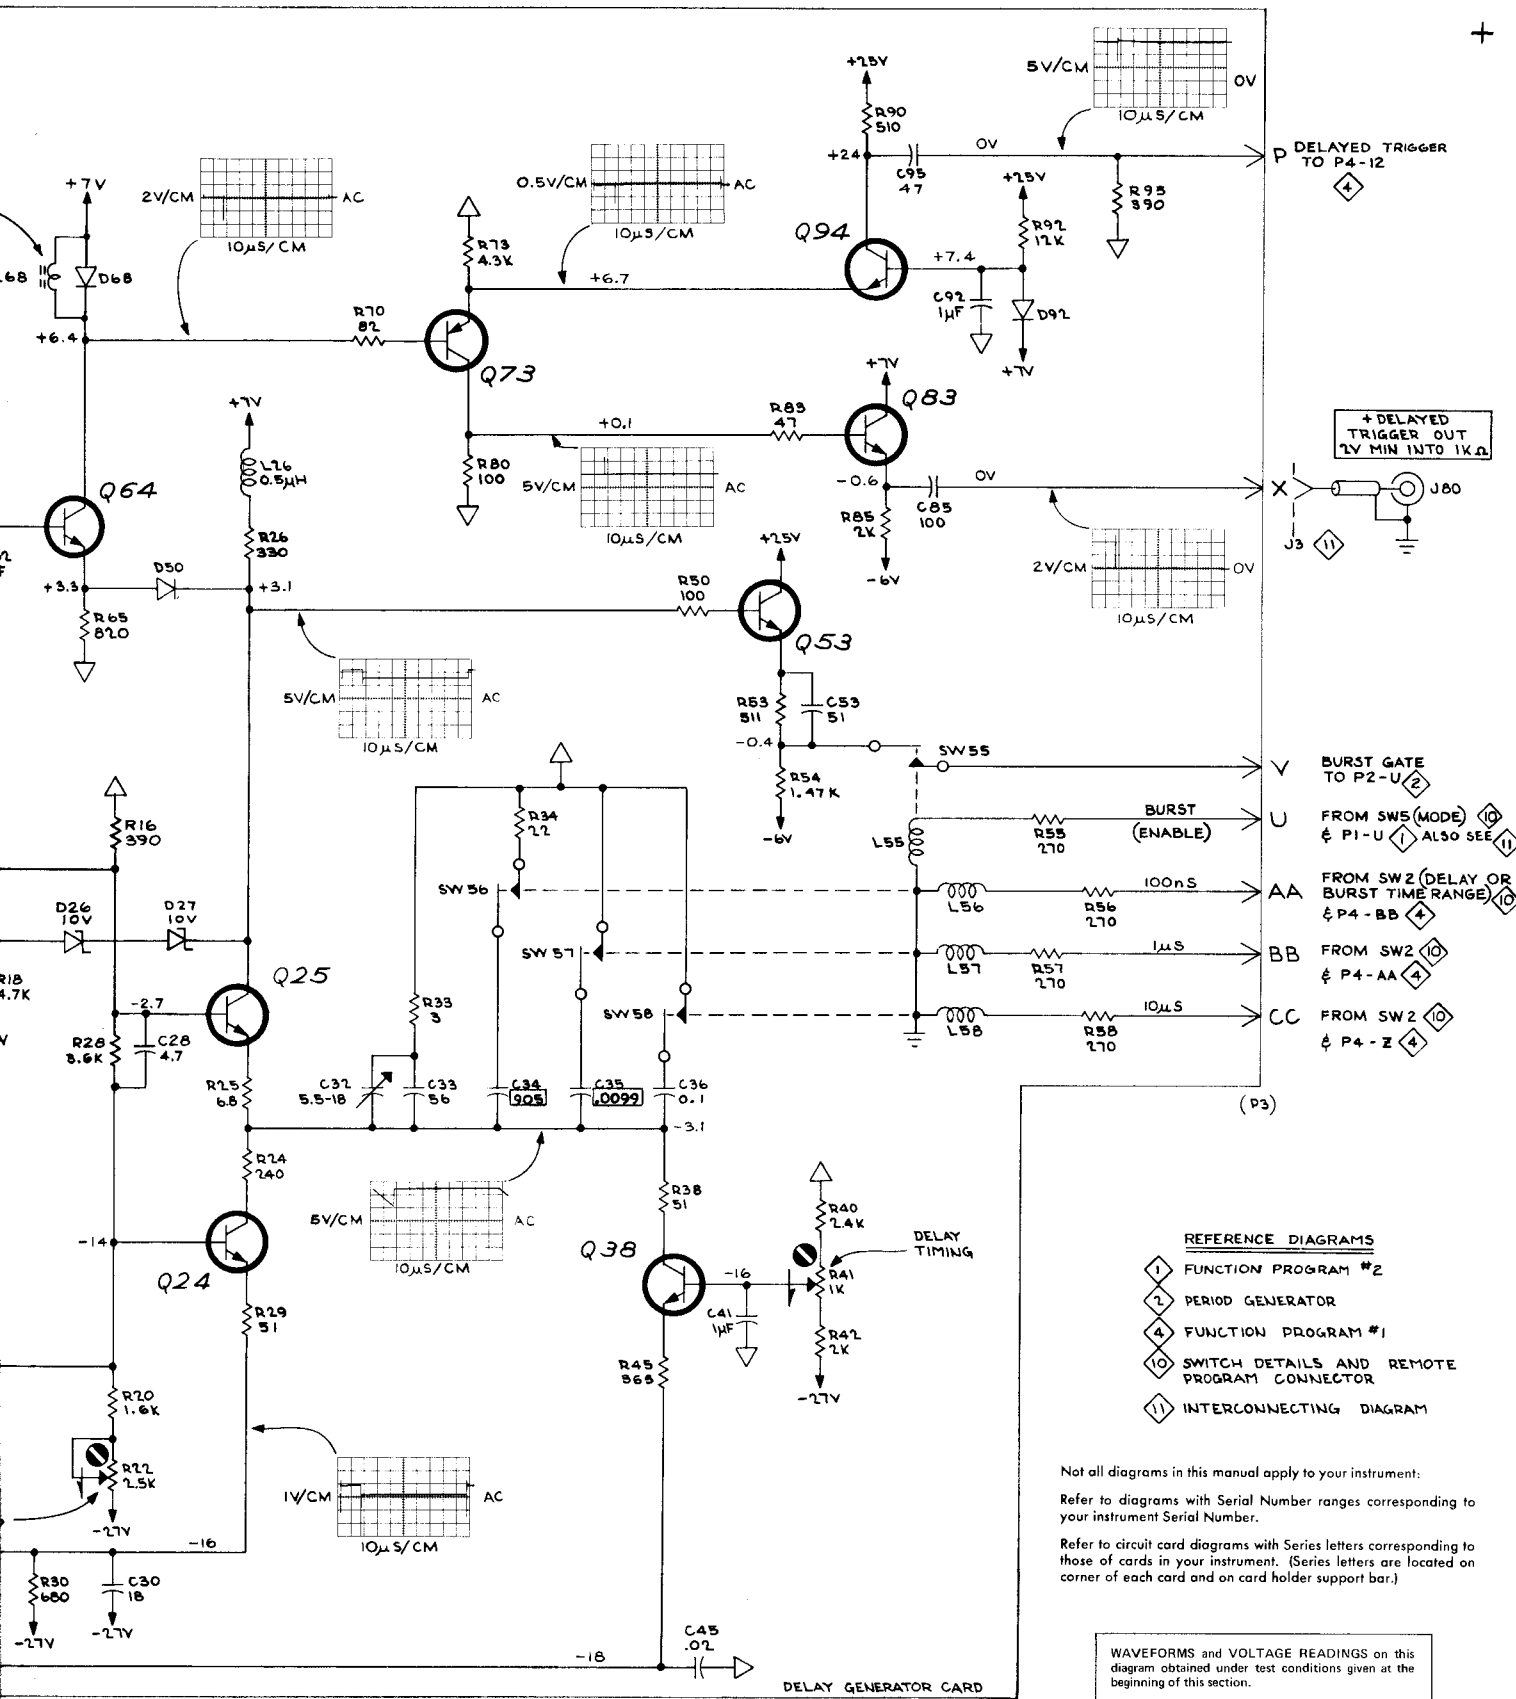 +
+25V
5V/CM
0V
10µS/CM
R90
510
+24
0V
C95
47
P DELAYED TRIGGER
TO P4-12
4
R95
390
+7V
2V/CM
AC
10µS/CM
0.5V/CM
AC
10µS/CM
+25V
R92
12K
Q94
+7.4
C92
1µF
D92
+7V
R73
4.3K
+6.7
L68
D68
+6.4
R70
82
Q73
+7V
Q83
R83
47
+0.1
+7V
L26
0.5µH
R80
100
5V/CM
AC
10µS/CM
-0.6
0V
C85
100
R85
2K
-6V
+ DELAYED
TRIGGER OUT
2V MIN INTO 1K Ω
X
J80
J3 11
2V/CM
0V
10µS/CM
Q64
R26
330
+3.3
D50
+3.1
R65
820
+25V
R50
100
Q53
5V/CM
AC
10µS/CM
R53
511
C53
51
-0.4
SW55
R54
1.47K
-6V
V BURST GATE
TO P2-U 2
L55
R55
270
BURST
(ENABLE)
U FROM SW5 (MODE) 10
& P1-U 1 ALSO SEE 11
R16
390
R34
22
SW56
L56
R56
270
100nS
AA FROM SW2 (DELAY OR
BURST TIME RANGE) 10
& P4-BB 4
D26
10V
D27
10V
SW57
L57
R57
270
1µS
BB FROM SW2 10
& P4-AA 4
R18
4.7K
V
Q25
-2.7
R28
3.6K
C28
4.7
R33
3
SW58
L58
R58
270
10µS
CC FROM SW2 10
& P4-Z 4
R25
6.8
C32
5.5-18
C33
56
C34
905
C35
.0099
C36
0.1
-3.1
(P3)
R24
240
5V/CM
AC
10µS/CM
R38
51
-14
Q24
Q38
-16
C41
1µF
R40
2.4K
DELAY
TIMING
R41
1K
R42
2K
-27V
R29
51
R45
365
R20
1.6K
R22
2.5K
-27V
1V/CM
AC
10µS/CM
-16
R30
680
-27V
C30
18
-27V
-18
C45
.02
DELAY GENERATOR CARD
REFERENCE DIAGRAMS
1 FUNCTION PROGRAM #2
2 PERIOD GENERATOR
4 FUNCTION PROGRAM #1
10 SWITCH DETAILS AND REMOTE
PROGRAM CONNECTOR
11 INTERCONNECTING DIAGRAM
Not all diagrams in this manual apply to your instrument:
Refer to diagrams with Serial Number ranges corresponding to
your instrument Serial Number.
Refer to circuit card diagrams with Series letters corresponding to
those of cards in your instrument. (Series letters are located on
corner of each card and on card holder support bar.)
WAVEFORMS and VOLTAGE READINGS on this
diagram obtained under test conditions given at the
beginning of this section.